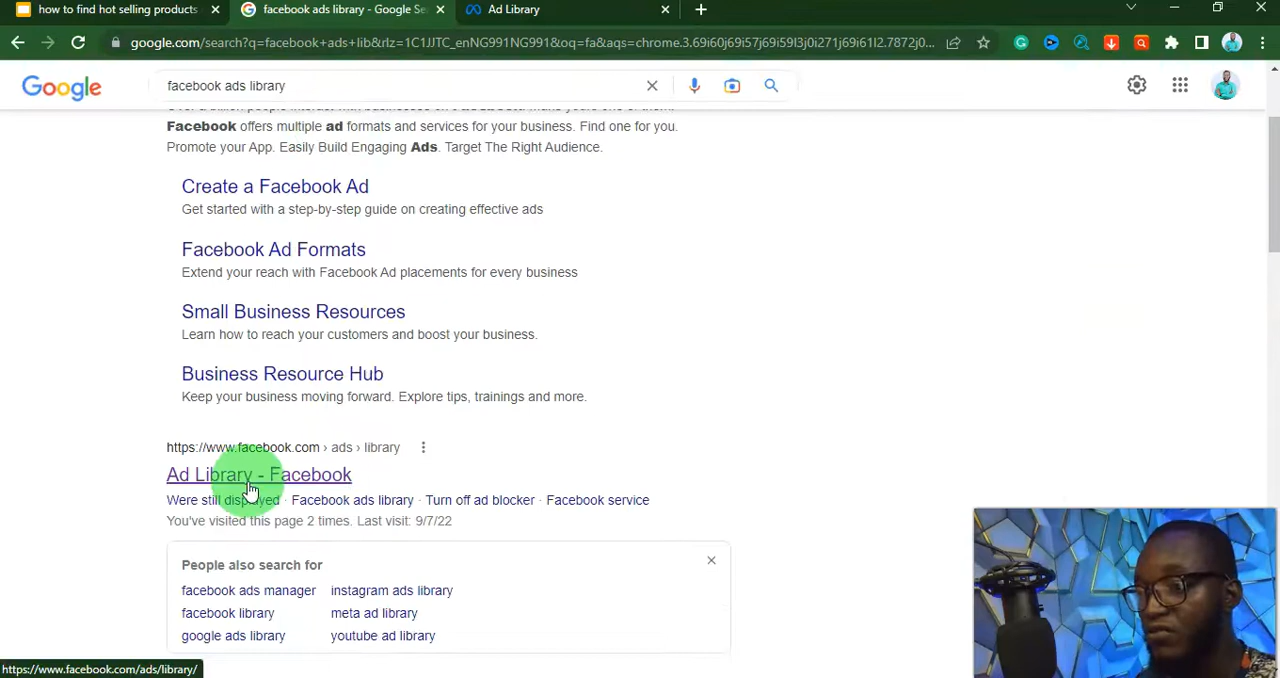 how to find hot selling products
facebook ads library - Google Se
Ad Library
google.com/search?q=facebook+ads+lib&rlz=1C1JJTC_enNG991NG991&oq=fa&aqs=chrome.3.69i60j69i57j69i59l3j0i271j69i61l2.7872j0...
Google
facebook ads library
Facebook offers multiple ad formats and services for your business. Find one for you.
Promote your App. Easily Build Engaging Ads. Target The Right Audience.
Create a Facebook Ad
Get started with a step-by-step guide on creating effective ads
Facebook Ad Formats
Extend your reach with Facebook Ad placements for every business
Small Business Resources
Learn how to reach your customers and boost your business.
Business Resource Hub
Keep your business moving forward. Explore tips, trainings and more.
https://www.facebook.com › ads › library
Ad Library - Facebook
Were still displayed · Facebook ads library · Turn off ad blocker · Facebook service
You've visited this page 2 times. Last visit: 9/7/22
People also search for
facebook ads manager instagram ads library
facebook library meta ad library
google ads library youtube ad library
https://www.facebook.com/ads/library/